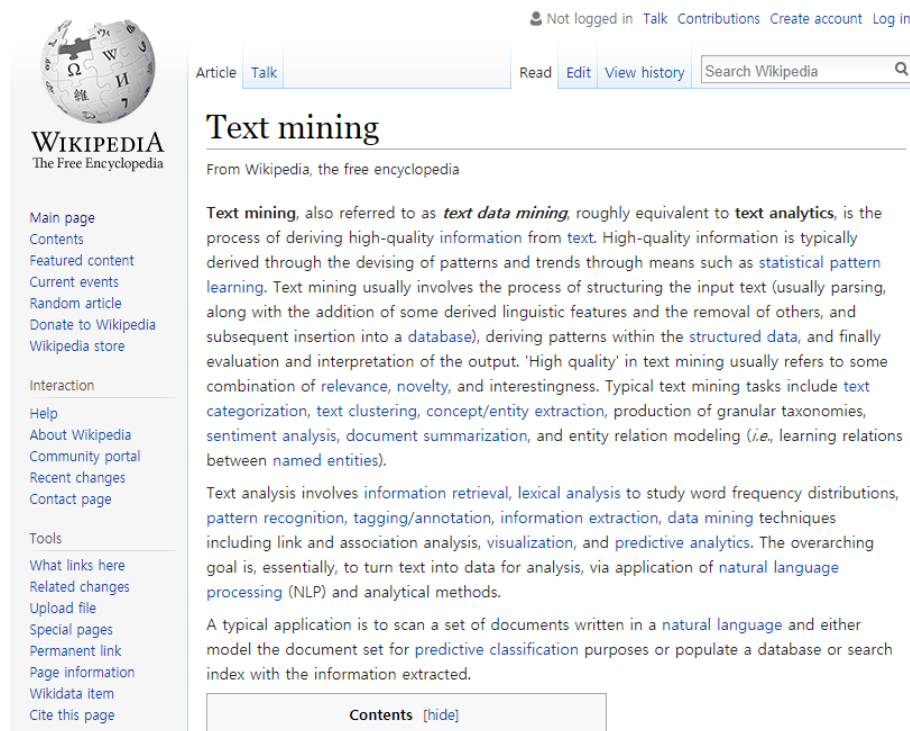 Not logged in Talk Contributions Create account Log in
Article Talk Read Edit View history Search Wikipedia
WIKIPEDIA
The Free Encyclopedia
Main page
Contents
Featured content
Current events
Random article
Donate to Wikipedia
Wikipedia store
Interaction
Help
About Wikipedia
Community portal
Recent changes
Contact page
Tools
What links here
Related changes
Upload file
Special pages
Permanent link
Page information
Wikidata item
Cite this page
Text mining
From Wikipedia, the free encyclopedia
Text mining, also referred to as text data mining, roughly equivalent to text analytics, is the
process of deriving high-quality information from text. High-quality information is typically
derived through the devising of patterns and trends through means such as statistical pattern
learning. Text mining usually involves the process of structuring the input text (usually parsing,
along with the addition of some derived linguistic features and the removal of others, and
subsequent insertion into a database), deriving patterns within the structured data, and finally
evaluation and interpretation of the output. 'High quality' in text mining usually refers to some
combination of relevance, novelty, and interestingness. Typical text mining tasks include text
categorization, text clustering, concept/entity extraction, production of granular taxonomies,
sentiment analysis, document summarization, and entity relation modeling (i.e., learning relations
between named entities).
Text analysis involves information retrieval, lexical analysis to study word frequency distributions,
pattern recognition, tagging/annotation, information extraction, data mining techniques
including link and association analysis, visualization, and predictive analytics. The overarching
goal is, essentially, to turn text into data for analysis, via application of natural language
processing (NLP) and analytical methods.
A typical application is to scan a set of documents written in a natural language and either
model the document set for predictive classification purposes or populate a database or search
index with the information extracted.
Contents [hide]